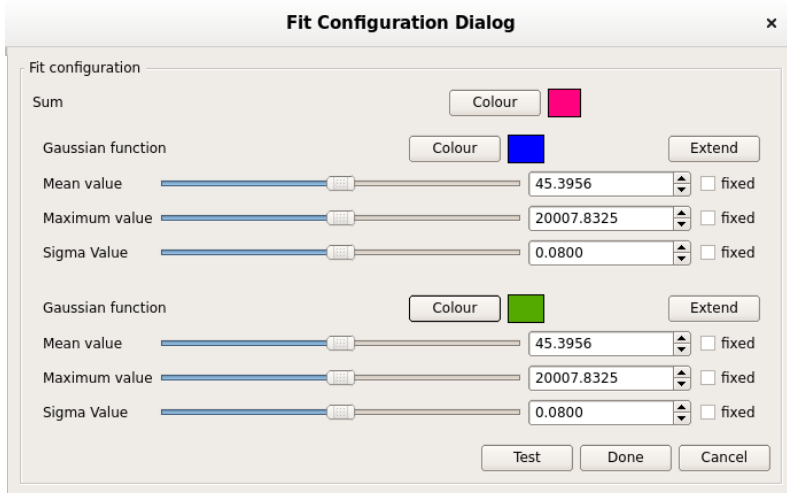 Fit Configuration Dialog ×
Fit configuration
Sum Colour
Gaussian function Colour Extend
Mean value 45.3956 fixed
Maximum value 20007.8325 fixed
Sigma Value 0.0800 fixed
Gaussian function Colour Extend
Mean value 45.3956 fixed
Maximum value 20007.8325 fixed
Sigma Value 0.0800 fixed
Test Done Cancel